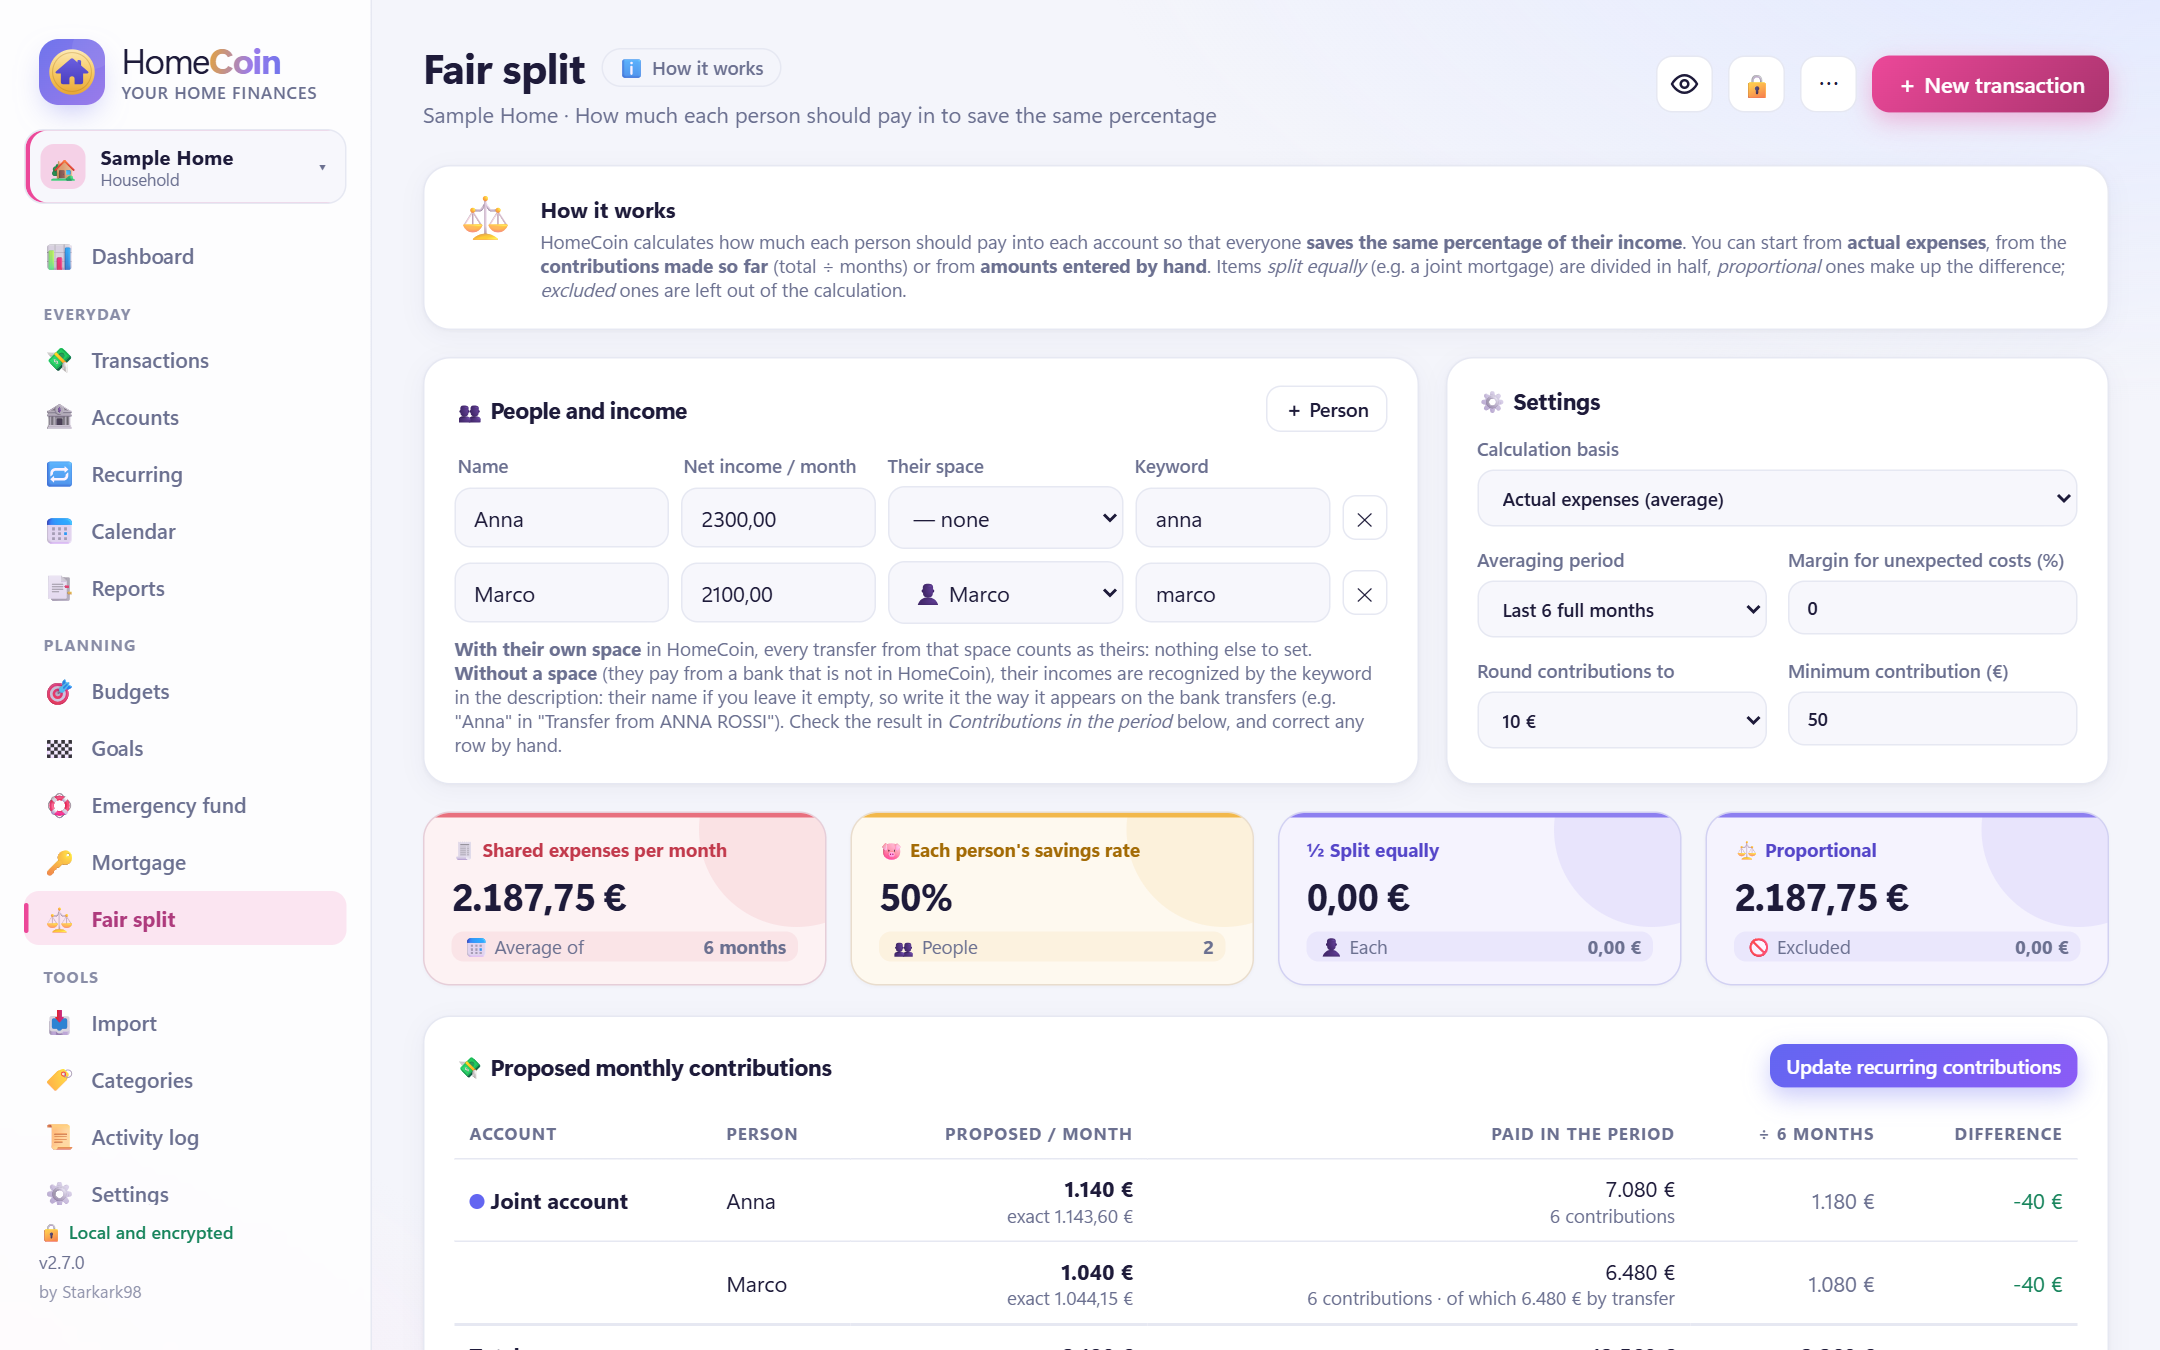 HomeCoin
YOUR HOME FINANCES
Sample Home
Household
Dashboard
EVERYDAY
Transactions
Accounts
Recurring
Calendar
Reports
PLANNING
Budgets
Goals
Emergency fund
Mortgage
Fair split
TOOLS
Import
Categories
Activity log
Settings
Local and encrypted
v2.7.0
by Starkark98
Fair split
How it works
Sample Home · How much each person should pay in to save the same percentage
+ New transaction
How it works
HomeCoin calculates how much each person should pay into each account so that everyone saves the same percentage of their income. You can start from actual expenses, from the
contributions made so far (total ÷ months) or from amounts entered by hand. Items split equally (e.g. a joint mortgage) are divided in half, proportional ones make up the difference;
excluded ones are left out of the calculation.
People and income
+ Person
Name Net income / month Their space Keyword
Anna 2300,00 — none anna
Marco 2100,00 Marco marco
With their own space in HomeCoin, every transfer from that space counts as theirs: nothing else to set.
Without a space (they pay from a bank that is not in HomeCoin), their incomes are recognized by the keyword
in the description: their name if you leave it empty, so write it the way it appears on the bank transfers (e.g.
"Anna" in "Transfer from ANNA ROSSI"). Check the result in Contributions in the period below, and correct any
row by hand.
Settings
Calculation basis
Actual expenses (average)
Averaging period Margin for unexpected costs (%)
Last 6 full months 0
Round contributions to Minimum contribution (€)
10 € 50
Shared expenses per month
2.187,75 €
Average of 6 months
Each person's savings rate
50%
People 2
½ Split equally
0,00 €
Each 0,00 €
Proportional
2.187,75 €
Excluded 0,00 €
Proposed monthly contributions
Update recurring contributions
ACCOUNT PERSON PROPOSED / MONTH PAID IN THE PERIOD ÷ 6 MONTHS DIFFERENCE
Joint account Anna 1.140 € 7.080 € 1.180 € -40 €
exact 1.143,60 € 6 contributions
Marco 1.040 € 6.480 € 1.080 € -40 €
exact 1.044,15 € 6 contributions · of which 6.480 € by transfer